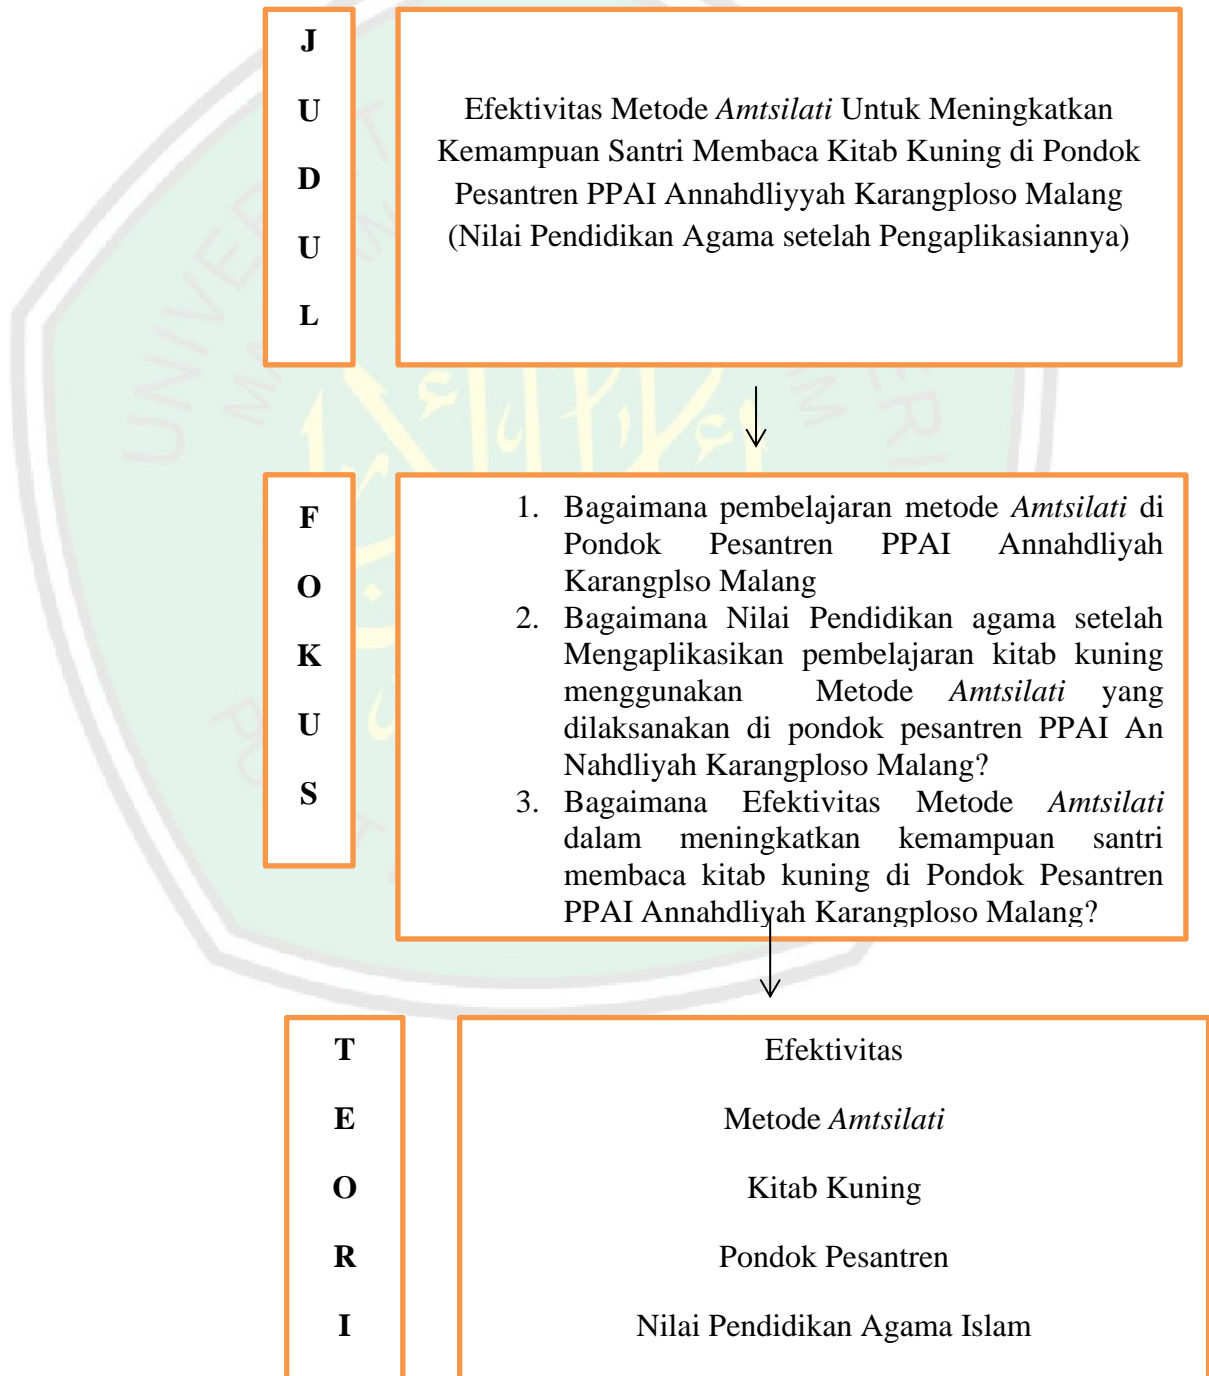 J
U
D
U
L
Efektivitas Metode Amtsilati Untuk Meningkatkan
Kemampuan Santri Membaca Kitab Kuning di Pondok
Pesantren PPAI Annahdliyyah Karangploso Malang
(Nilai Pendidikan Agama setelah Pengaplikasiannya)
F
O
K
U
S
1. Bagaimana pembelajaran metode Amtsilati di
Pondok Pesantren PPAI Annahdliyah
Karangplso Malang
2. Bagaimana Nilai Pendidikan agama setelah
Mengaplikasikan pembelajaran kitab kuning
menggunakan Metode Amtsilati yang
dilaksanakan di pondok pesantren PPAI An
Nahdliyah Karangploso Malang?
3. Bagaimana Efektivitas Metode Amtsilati
dalam meningkatkan kemampuan santri
membaca kitab kuning di Pondok Pesantren
PPAI Annahdliyah Karangploso Malang?
T
E
O
R
I
Efektivitas
Metode Amtsilati
Kitab Kuning
Pondok Pesantren
Nilai Pendidikan Agama Islam